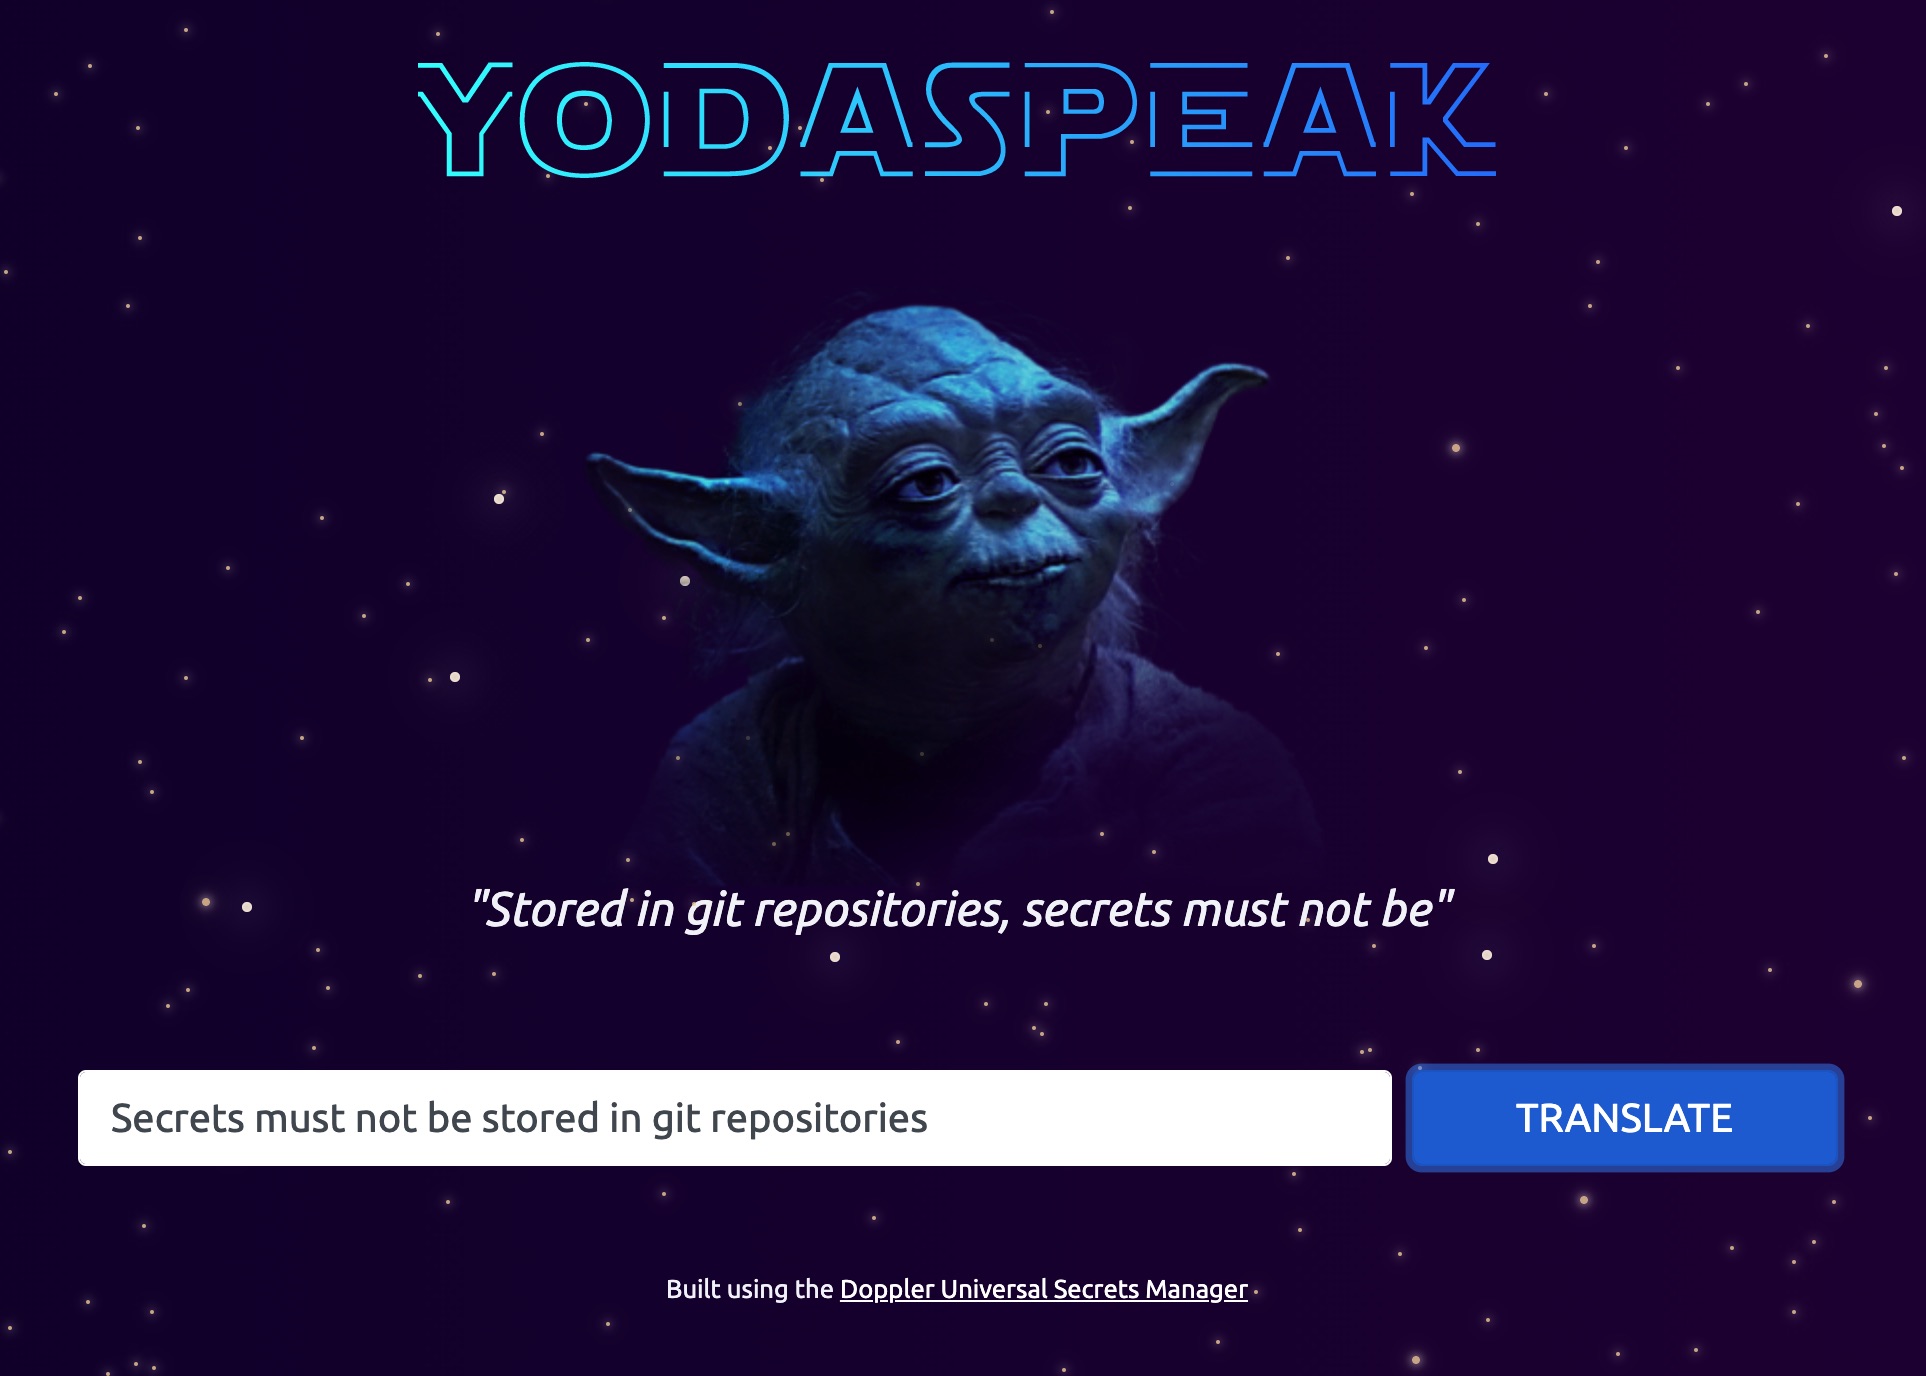 YODASPEAK
"Stored in git repositories, secrets must not be"
Secrets must not be stored in git repositories
TRANSLATE
Built using the Doppler Universal Secrets Manager